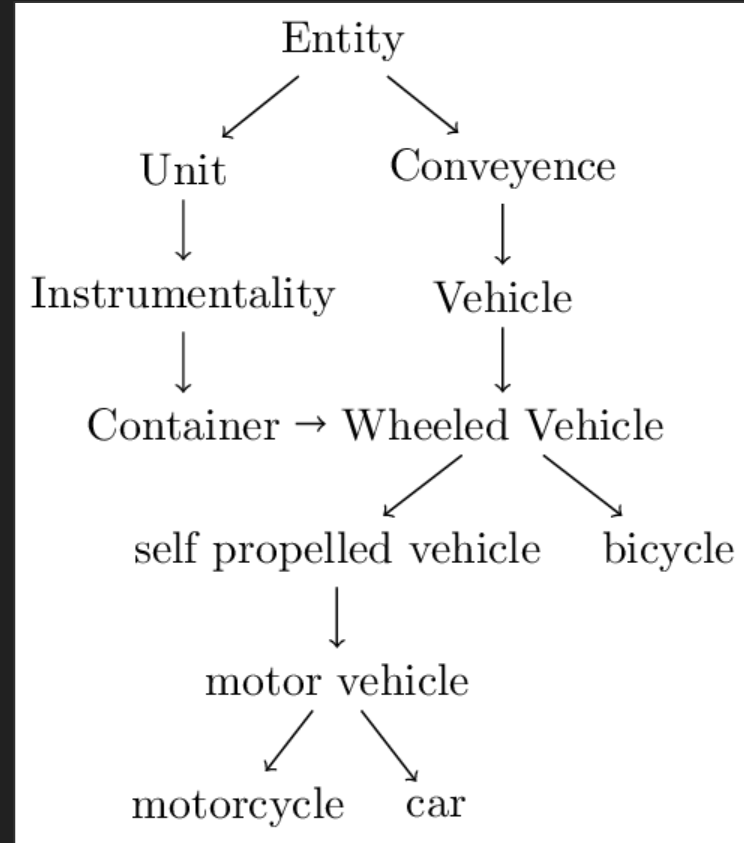 Entity
Unit Conveyence
Instrumentality Vehicle
Container → Wheeled Vehicle
self propelled vehicle bicycle
motor vehicle
motorcycle car